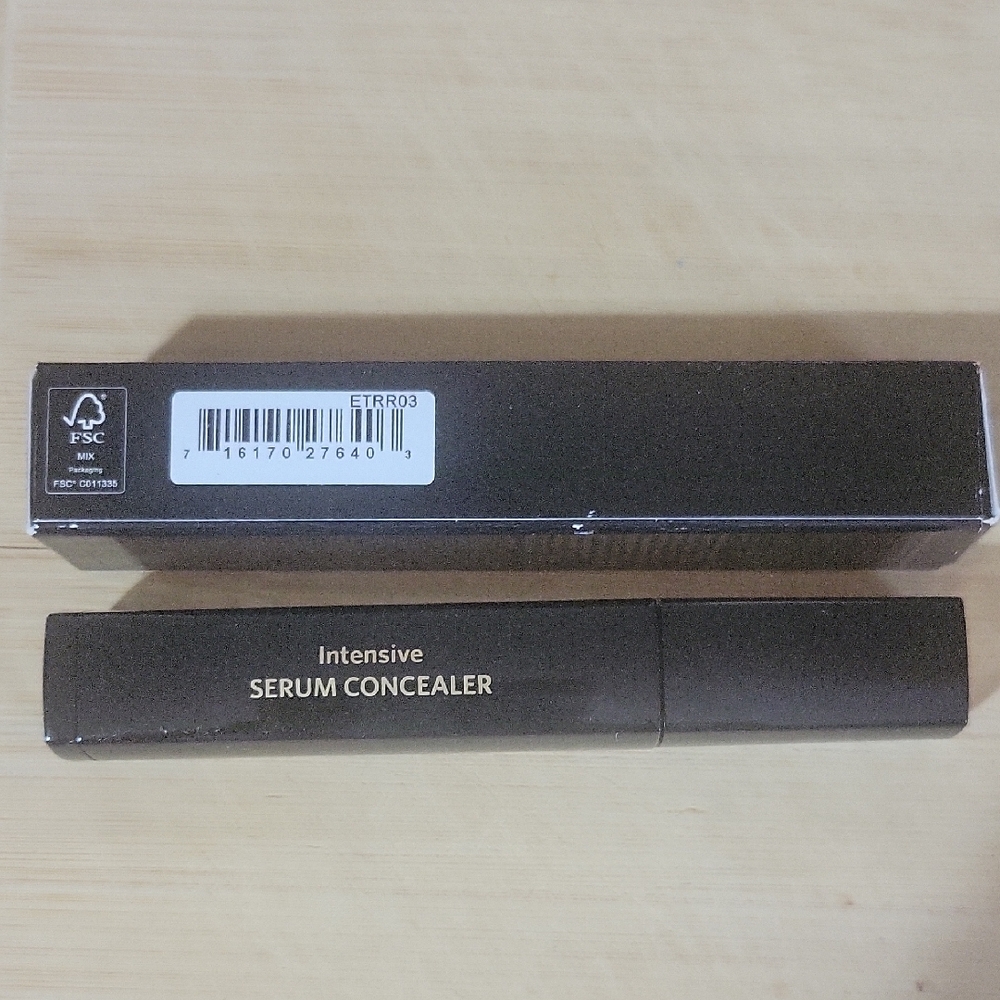 FSC®
MIX
Packaging
FSC® C011335
ETRR03
7 16170 27640 3
Intensive
SERUM CONCEALER